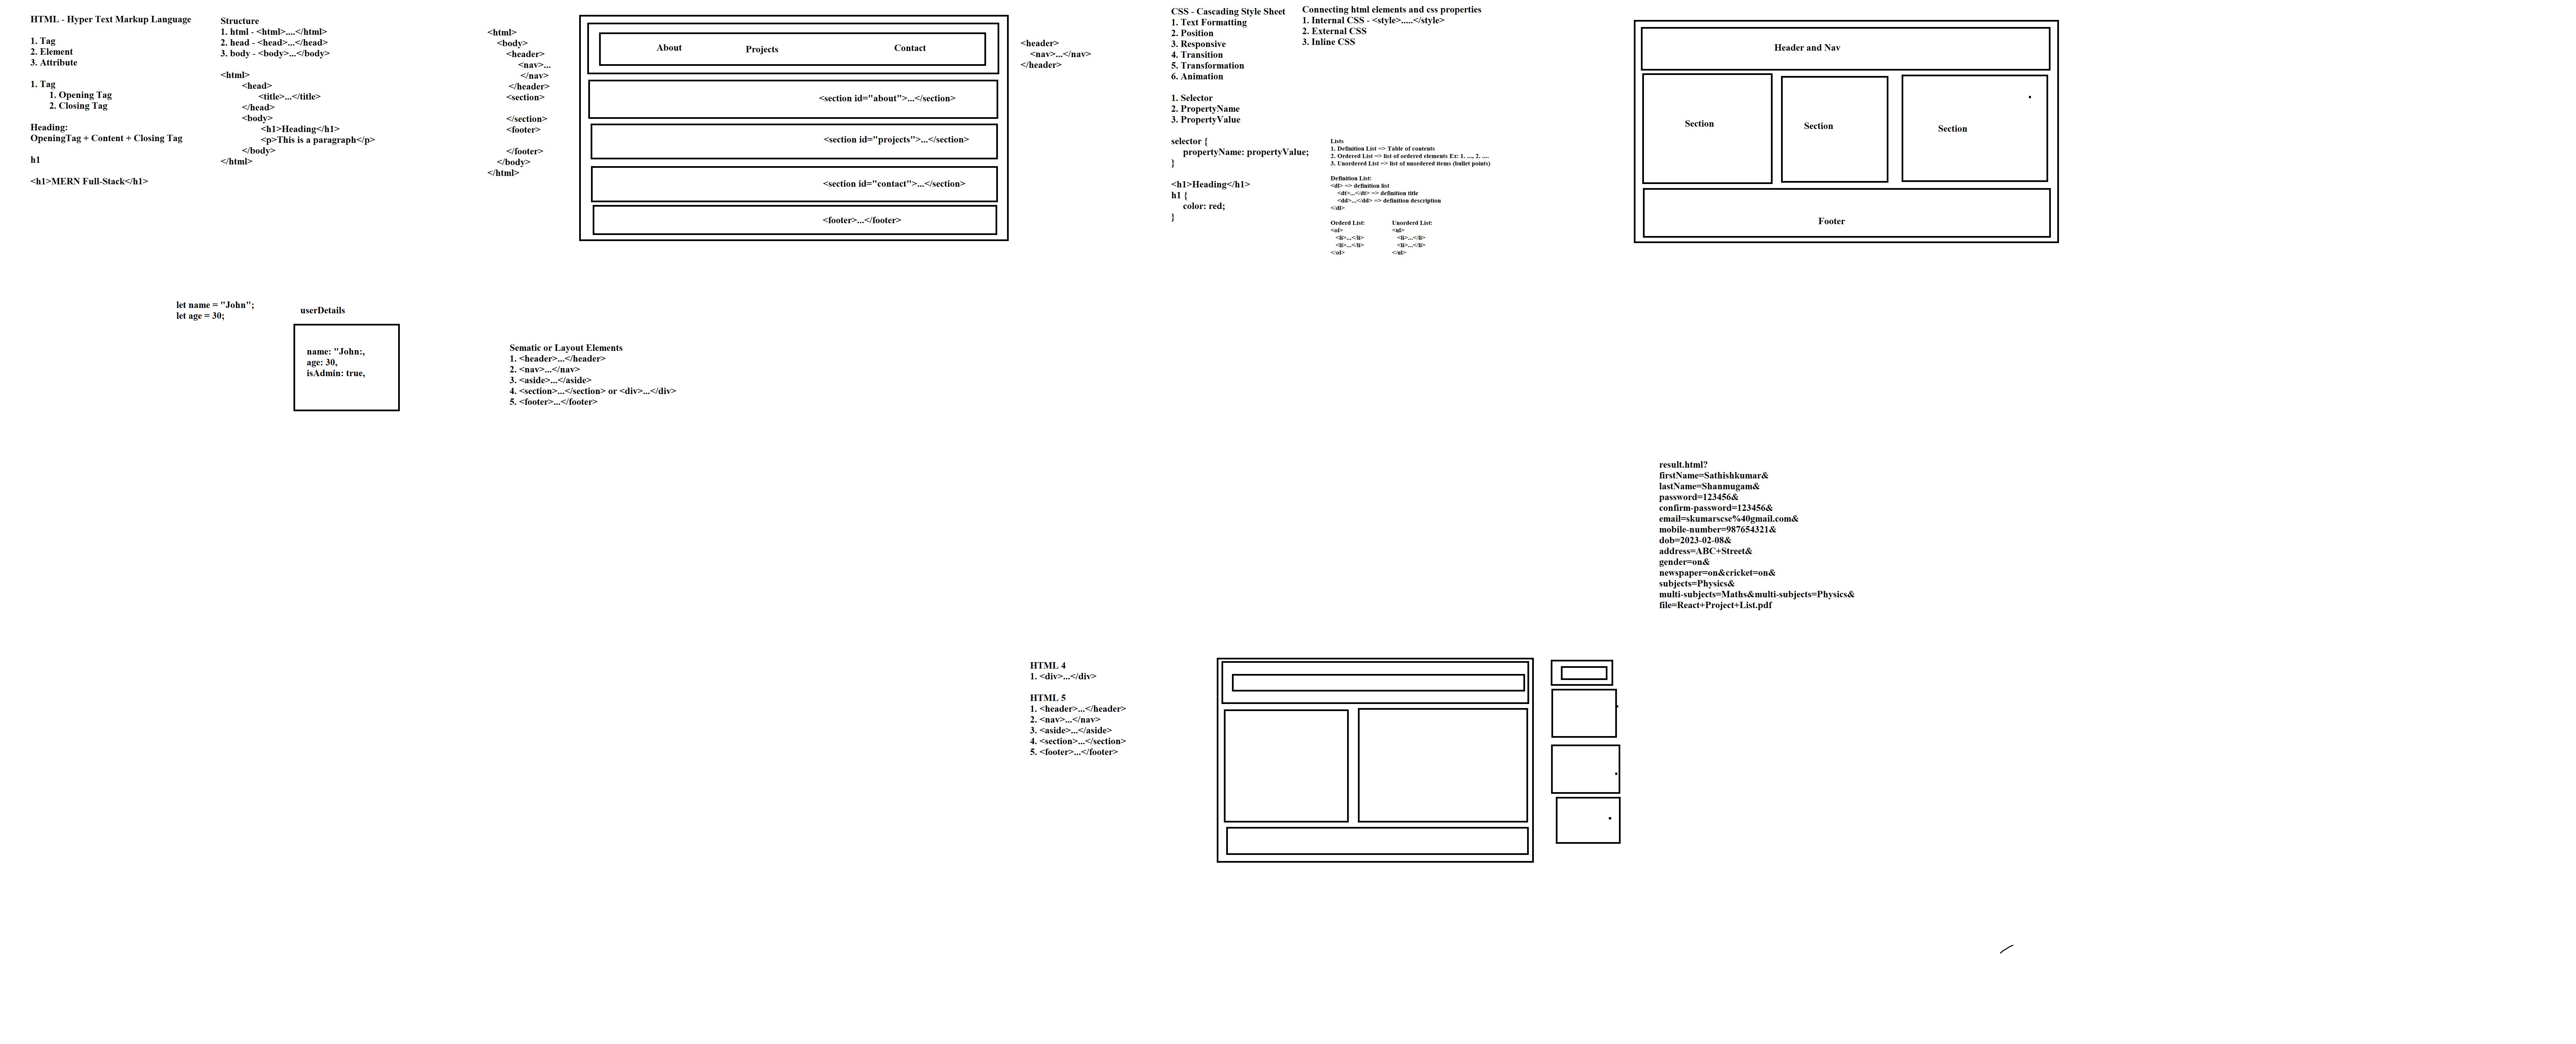 HTML - Hyper Text Markup Language
1. Tag
2. Element
3. Attribute
1. Tag
1. Opening Tag
2. Closing Tag
Heading:
OpeningTag + Content + Closing Tag
h1
<h1>MERN Full-Stack</h1>
Structure
1. html - <html>....</html>
2. head - <head>...</head>
3. body - <body>...</body>
<html>
<head>
<title>...</title>
</head>
<body>
<h1>Heading</h1>
<p>This is a paragraph</p>
</body>
</html>
<html>
<body>
<header>
<nav>...
</nav>
</header>
<section>
</section>
<footer>
</footer>
</body>
</html>
About Projects Contact
<section id="about">...</section>
<section id="projects">...</section>
<section id="contact">...</section>
<footer>...</footer>
<header>
<nav>...</nav>
</header>
CSS - Cascading Style Sheet
1. Text Formatting
2. Position
3. Responsive
4. Transition
5. Transformation
6. Animation
1. Selector
2. PropertyName
3. PropertyValue
selector {
propertyName: propertyValue;
}
<h1>Heading</h1>
h1 {
color: red;
}
Connecting html elements and css properties
1. Internal CSS - <style>.....</style>
2. External CSS
3. Inline CSS
Lists
1. Definition List => Table of contents
2. Ordered List => list of ordered elements Ex: 1. ..., 2. ....
3. Unordered List => list of unordered items (bullet points)
Definition List:
<dl> => definition list
<dt>...</dt> => definition title
<dd>...</dd> => definition description
</dl>
Orderd List:
<ol>
<li>...</li>
<li>...</li>
</ol>
Unorderd List:
<ul>
<li>...</li>
<li>...</li>
</ul>
Header and Nav
Section Section Section
Footer
let name = "John";
let age = 30;
userDetails
name: "John:,
age: 30,
isAdmin: true,
Sematic or Layout Elements
1. <header>...</header>
2. <nav>...</nav>
3. <aside>...</aside>
4. <section>...</section> or <div>...</div>
5. <footer>...</footer>
result.html?
firstName=Sathishkumar&
lastName=Shanmugam&
password=123456&
confirm-password=123456&
email=skumarscse%40gmail.com&
mobile-number=987654321&
dob=2023-02-08&
address=ABC+Street&
gender=on&
newspaper=on&cricket=on&
subjects=Physics&
multi-subjects=Maths&multi-subjects=Physics&
file=React+Project+List.pdf
HTML 4
1. <div>...</div>
HTML 5
1. <header>...</header>
2. <nav>...</nav>
3. <aside>...</aside>
4. <section>...</section>
5. <footer>...</footer>